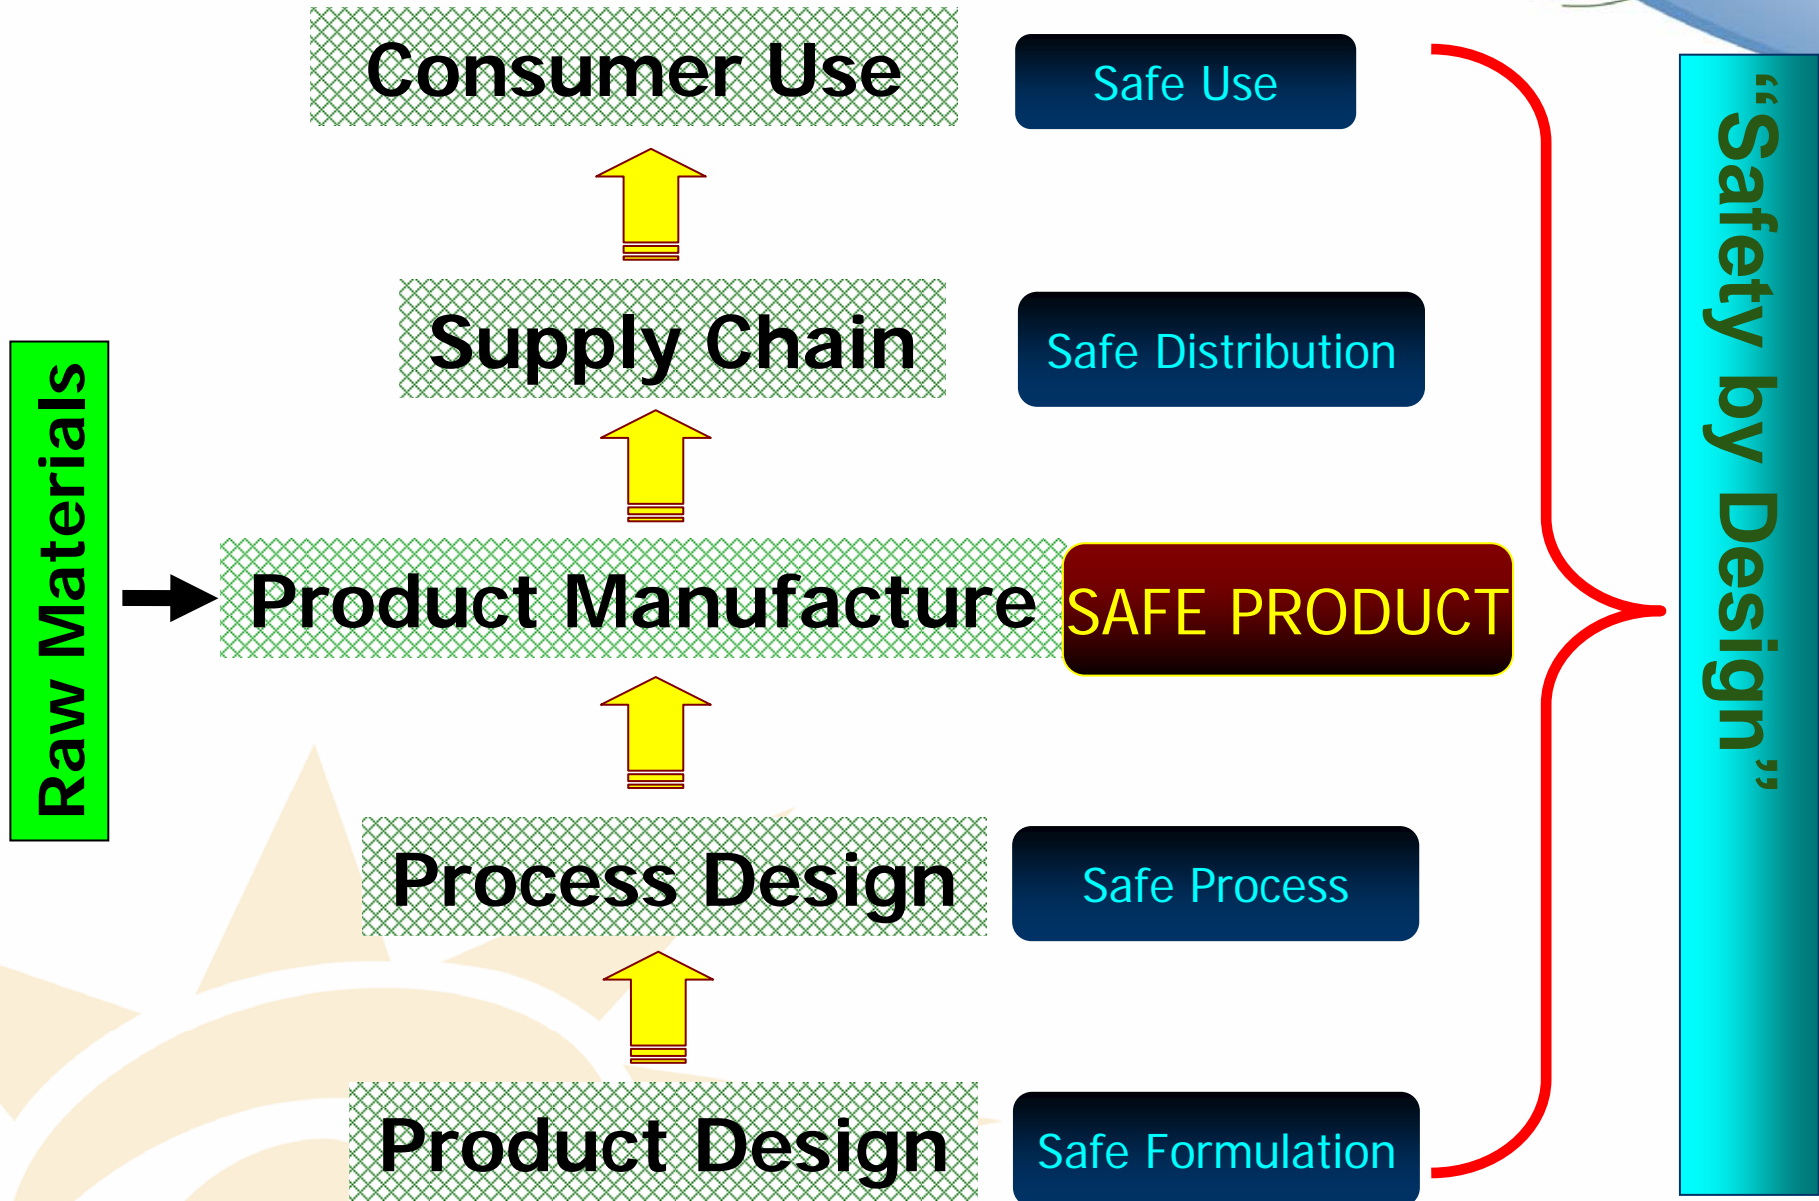 Consumer Use
Safe Use
Supply Chain
Safe Distribution
Raw Materials
Product Manufacture
SAFE PRODUCT
Process Design
Safe Process
Product Design
Safe Formulation
“Safety by Design”